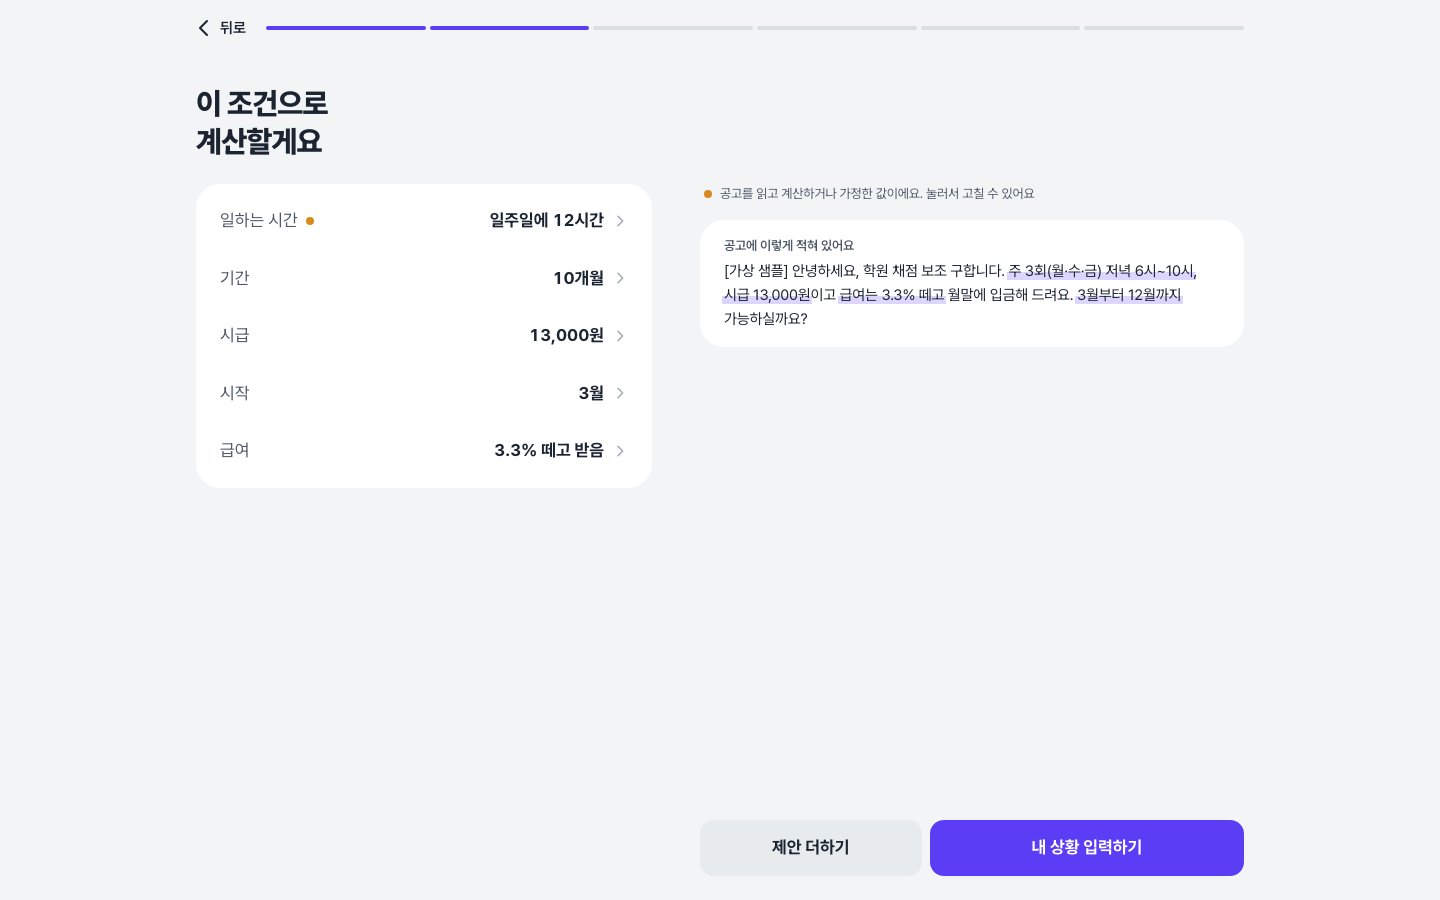 뒤로
이 조건으로
계산할게요
일하는 시간
일주일에 12시간
기간
10개월
시급
13,000원
시작
3월
급여
3.3% 떼고 받음
공고를 읽고 계산하거나 가정한 값이에요. 눌러서 고칠 수 있어요
공고에 이렇게 적혀 있어요
[가상 샘플] 안녕하세요, 학원 채점 보조 구합니다. 주 3회(월·수·금) 저녁 6시~10시,
시급 13,000원이고 급여는 3.3% 떼고 월말에 입금해 드려요. 3월부터 12월까지
가능하실까요?
제안 더하기
내 상황 입력하기